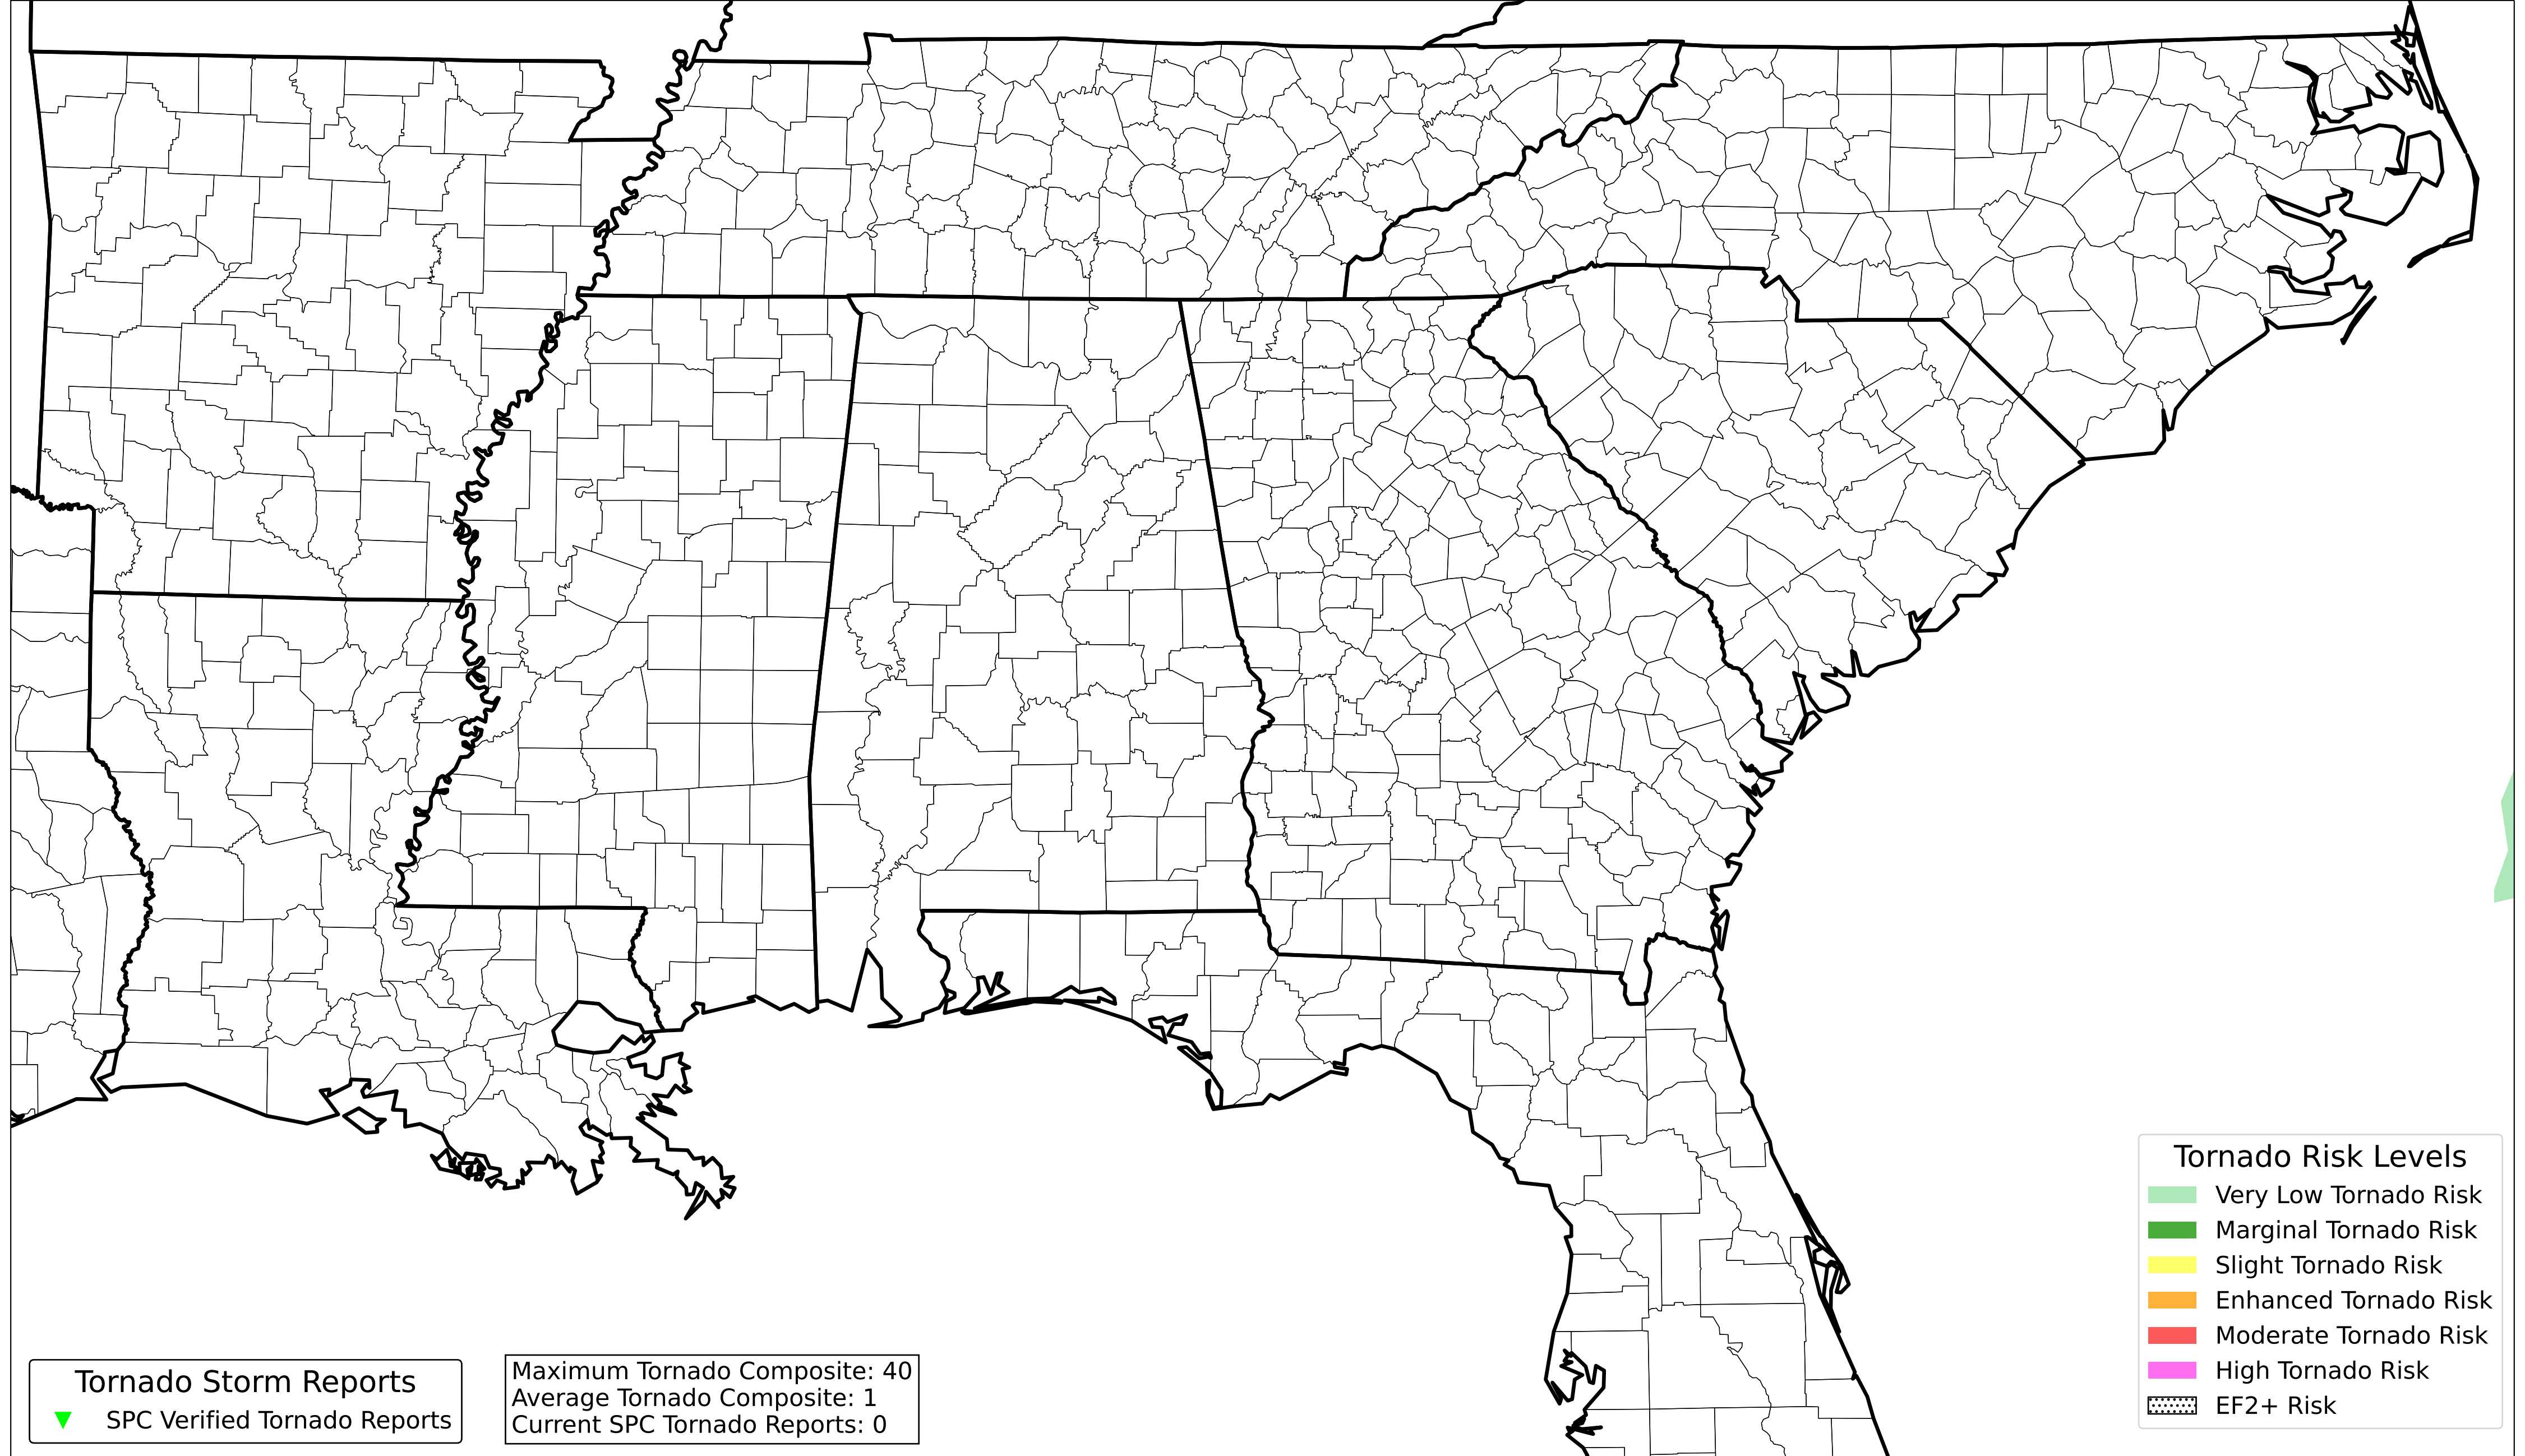 Tornado Risk Levels
Very Low Tornado Risk
Marginal Tornado Risk
Slight Tornado Risk
Enhanced Tornado Risk
Moderate Tornado Risk
High Tornado Risk
EF2+ Risk
Tornado Storm Reports
SPC Verified Tornado Reports
Maximum Tornado Composite: 40
Average Tornado Composite: 1
Current SPC Tornado Reports: 0